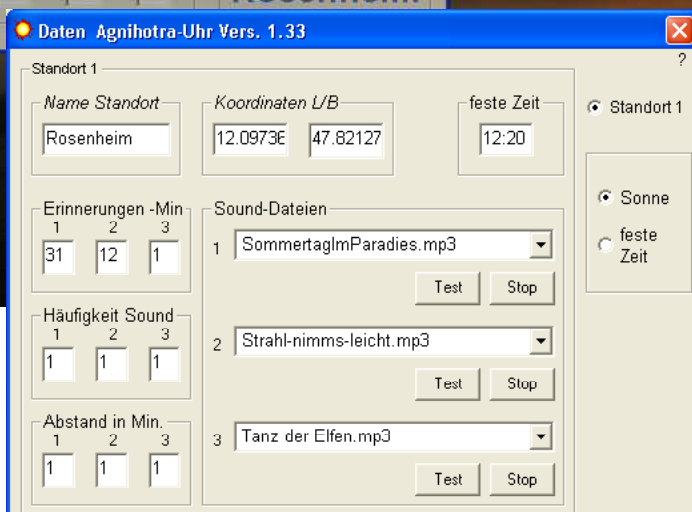 Rosenheim
Daten Agnihotra-Uhr Vers. 1.33
?
Standort 1
Name Standort
Rosenheim
Koordinaten L/B
12.09736 47.82127
feste Zeit
12:20
Standort 1
Sonne
feste
Zeit
Erinnerungen -Min
1 2 3
31 12 1
Häufigkeit Sound
1 2 3
1 1 1
Abstand in Min.
1 2 3
1 1 1
Sound-Dateien
1 SommertagImParadies.mp3
Test Stop
2 Strahl-nimms-leicht.mp3
Test Stop
3 Tanz der Elfen.mp3
Test Stop